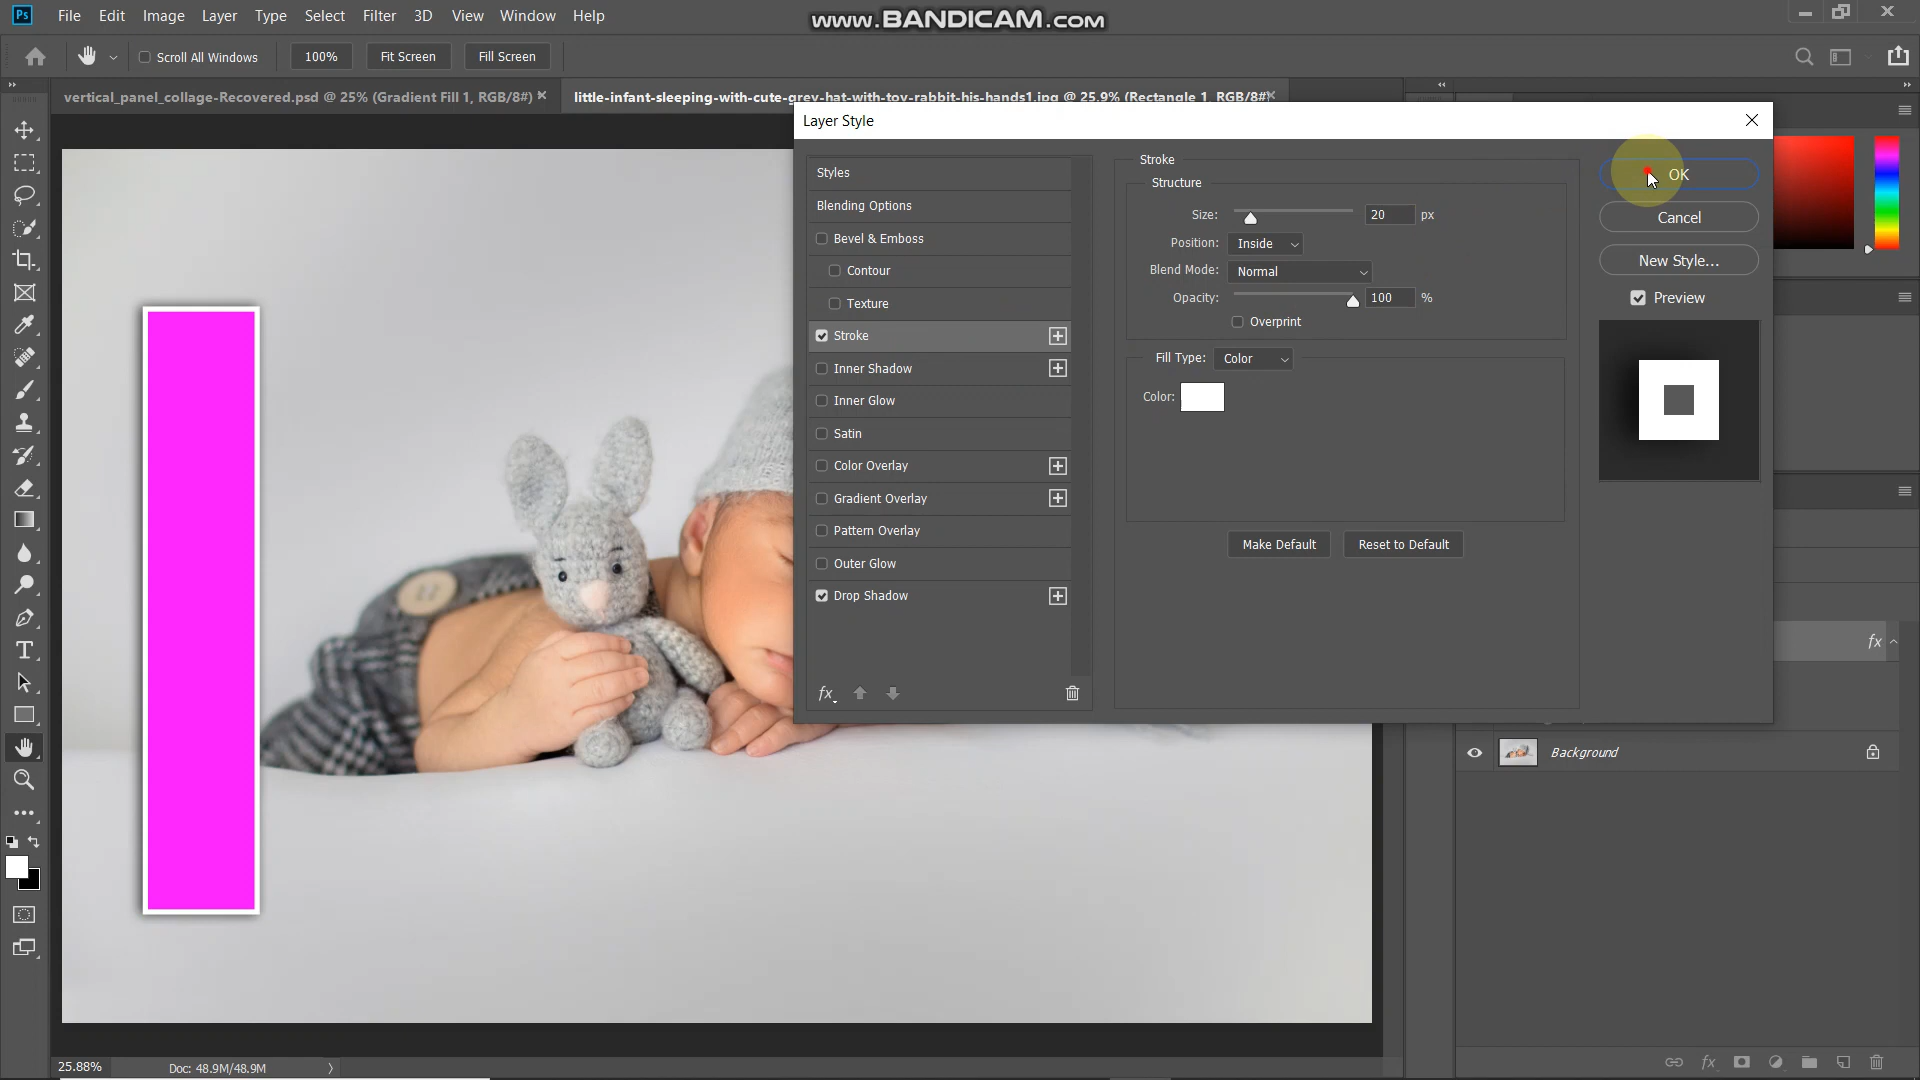 Ps File Edit Image Layer Type Select Filter 3D View Window Help
www.BANDICAM.com
Scroll All Windows 100% Fit Screen Fill Screen
vertical_panel_collage-Recovered.psd @ 25% (Gradient Fill 1, RGB/8#)
little-infant-sleeping-with-cute-grey-hat-with-toy-rabbit-his-hands1.jpg @ 25.9% (Rectangle 1, RGB/8#)
Layer Style
Styles
Blending Options
Bevel & Emboss
Contour
Texture
Stroke
Inner Shadow
Inner Glow
Satin
Color Overlay
Gradient Overlay
Pattern Overlay
Outer Glow
Drop Shadow
fx
Stroke
Structure
Size: 20 px
Position: Inside
Blend Mode: Normal
Opacity: 100 %
Overprint
Fill Type: Color
Color:
Make Default Reset to Default
OK
Cancel
New Style...
Preview
fx
Background
fx
25.88% Doc: 48.9M/48.9M